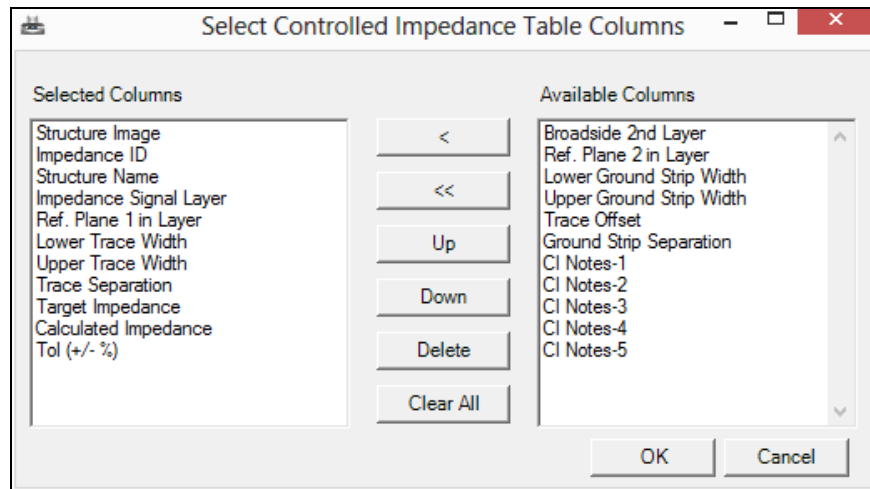 Select Controlled Impedance Table Columns
Selected Columns
Structure Image
Impedance ID
Structure Name
Impedance Signal Layer
Ref. Plane 1 in Layer
Lower Trace Width
Upper Trace Width
Trace Separation
Target Impedance
Calculated Impedance
Tol (+/- %)
<
<<
Up
Down
Delete
Clear All
Available Columns
Broadside 2nd Layer
Ref. Plane 2 in Layer
Lower Ground Strip Width
Upper Ground Strip Width
Trace Offset
Ground Strip Separation
CI Notes-1
CI Notes-2
CI Notes-3
CI Notes-4
CI Notes-5
OK
Cancel